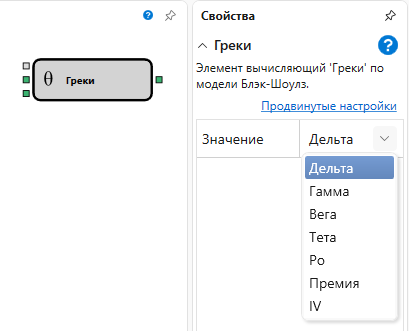 Свойства
Греки
Элемент вычисляющий 'Греки' по
модели Блэк-Шоулз.
Продвинутые настройки
Значение Дельта
Дельта
Гамма
Вега
Тета
Ро
Премия
IV
θ Греки